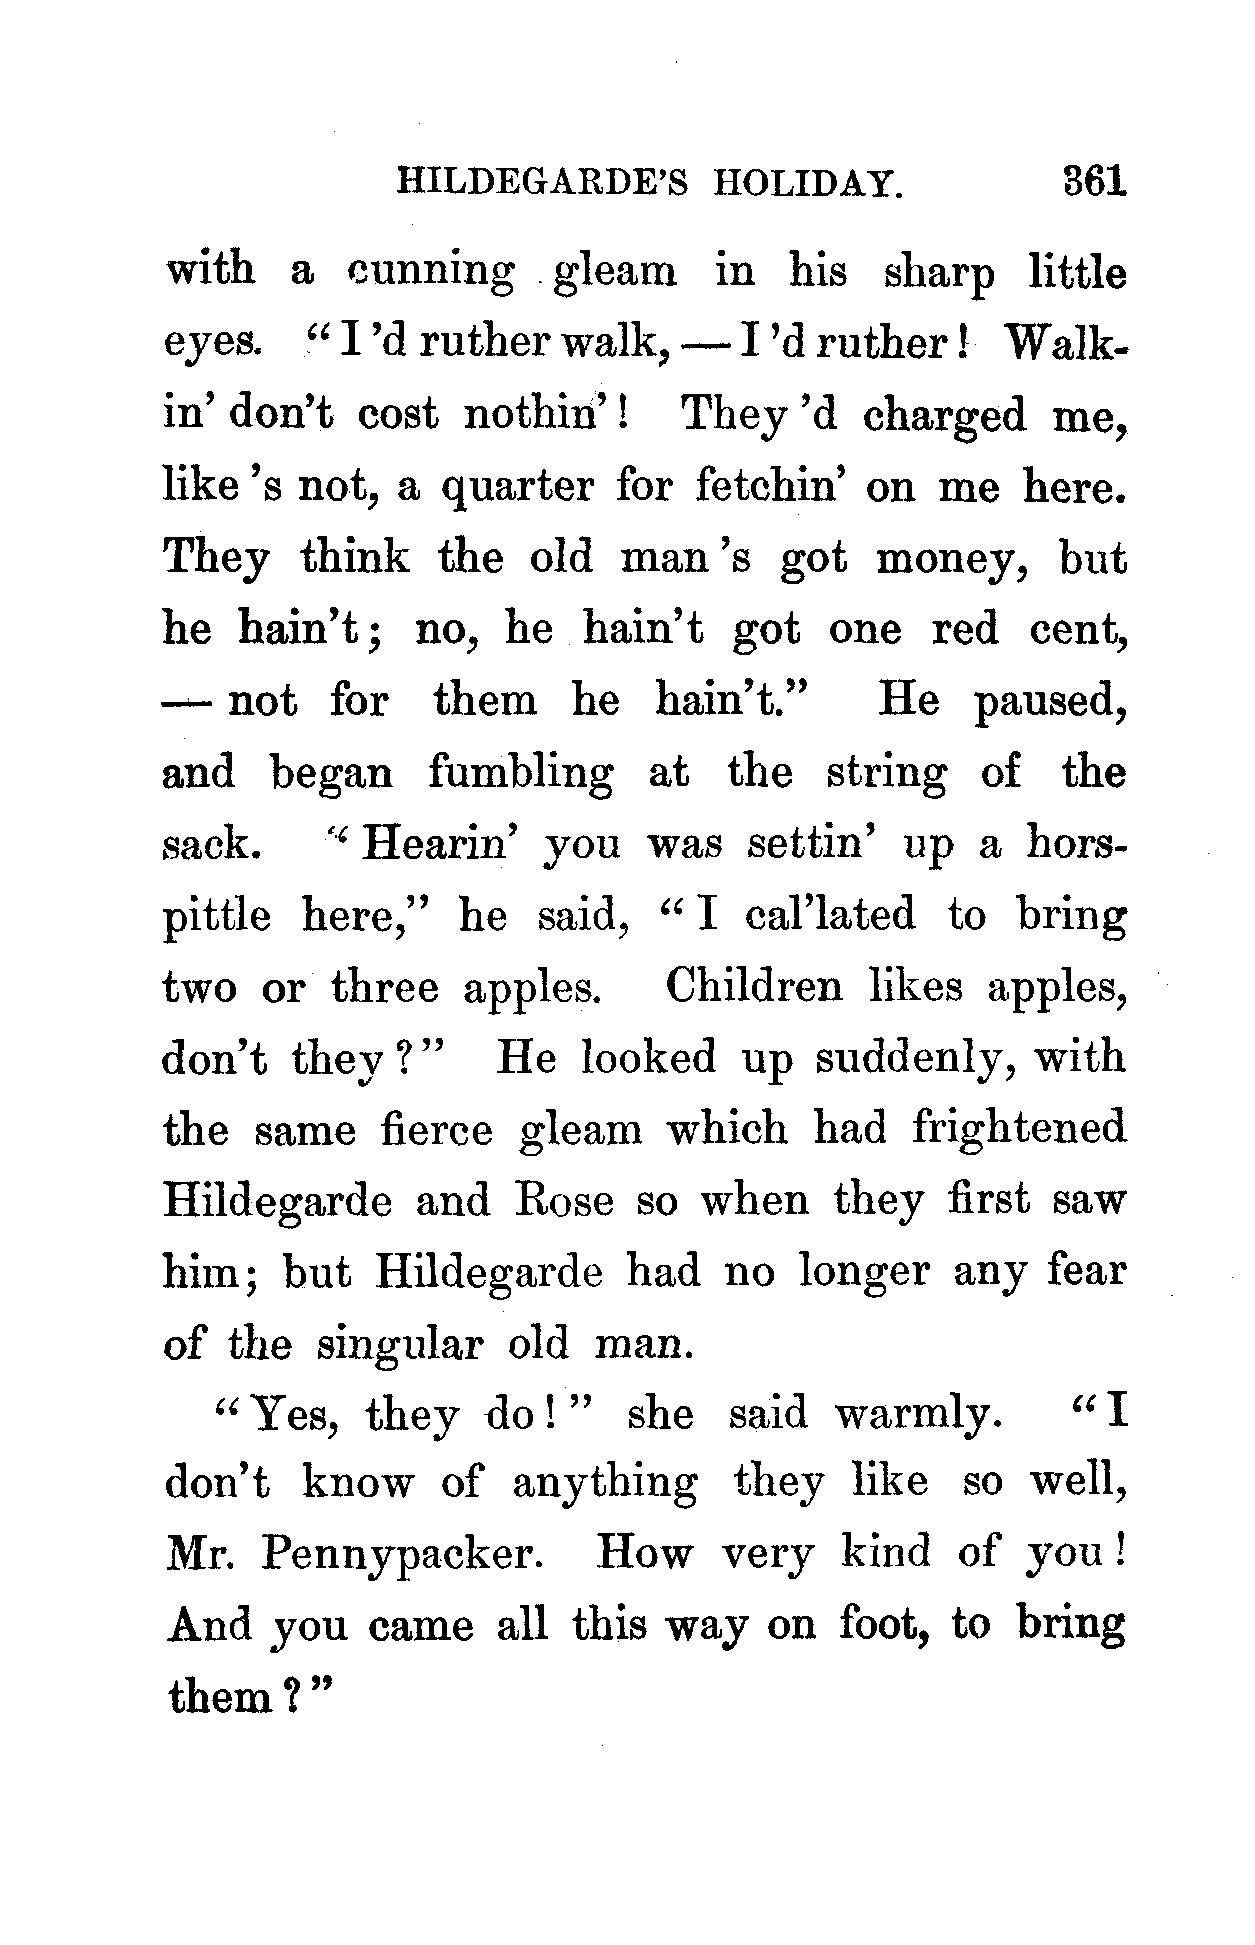 HILDEGARDE'S HOLIDAY. 361
with a cunning gleam in his sharp little
eyes. "I 'd ruther walk, — I 'd ruther! Walk-
in' don't cost nothin'! They 'd charged me,
like 's not, a quarter for fetchin' on me here.
They think the old man 's got money, but
he hain't; no, he hain't got one red cent,
— not for them he hain't." He paused,
and began fumbling at the string of the
sack. "Hearin' you was settin' up a hors-
pittle here," he said, "I cal'lated to bring
two or three apples. Children likes apples,
don't they?" He looked up suddenly, with
the same fierce gleam which had frightened
Hildegarde and Rose so when they first saw
him; but Hildegarde had no longer any fear
of the singular old man.
"Yes, they do!" she said warmly. "I
don't know of anything they like so well,
Mr. Pennypacker. How very kind of you!
And you came all this way on foot, to bring
them?"